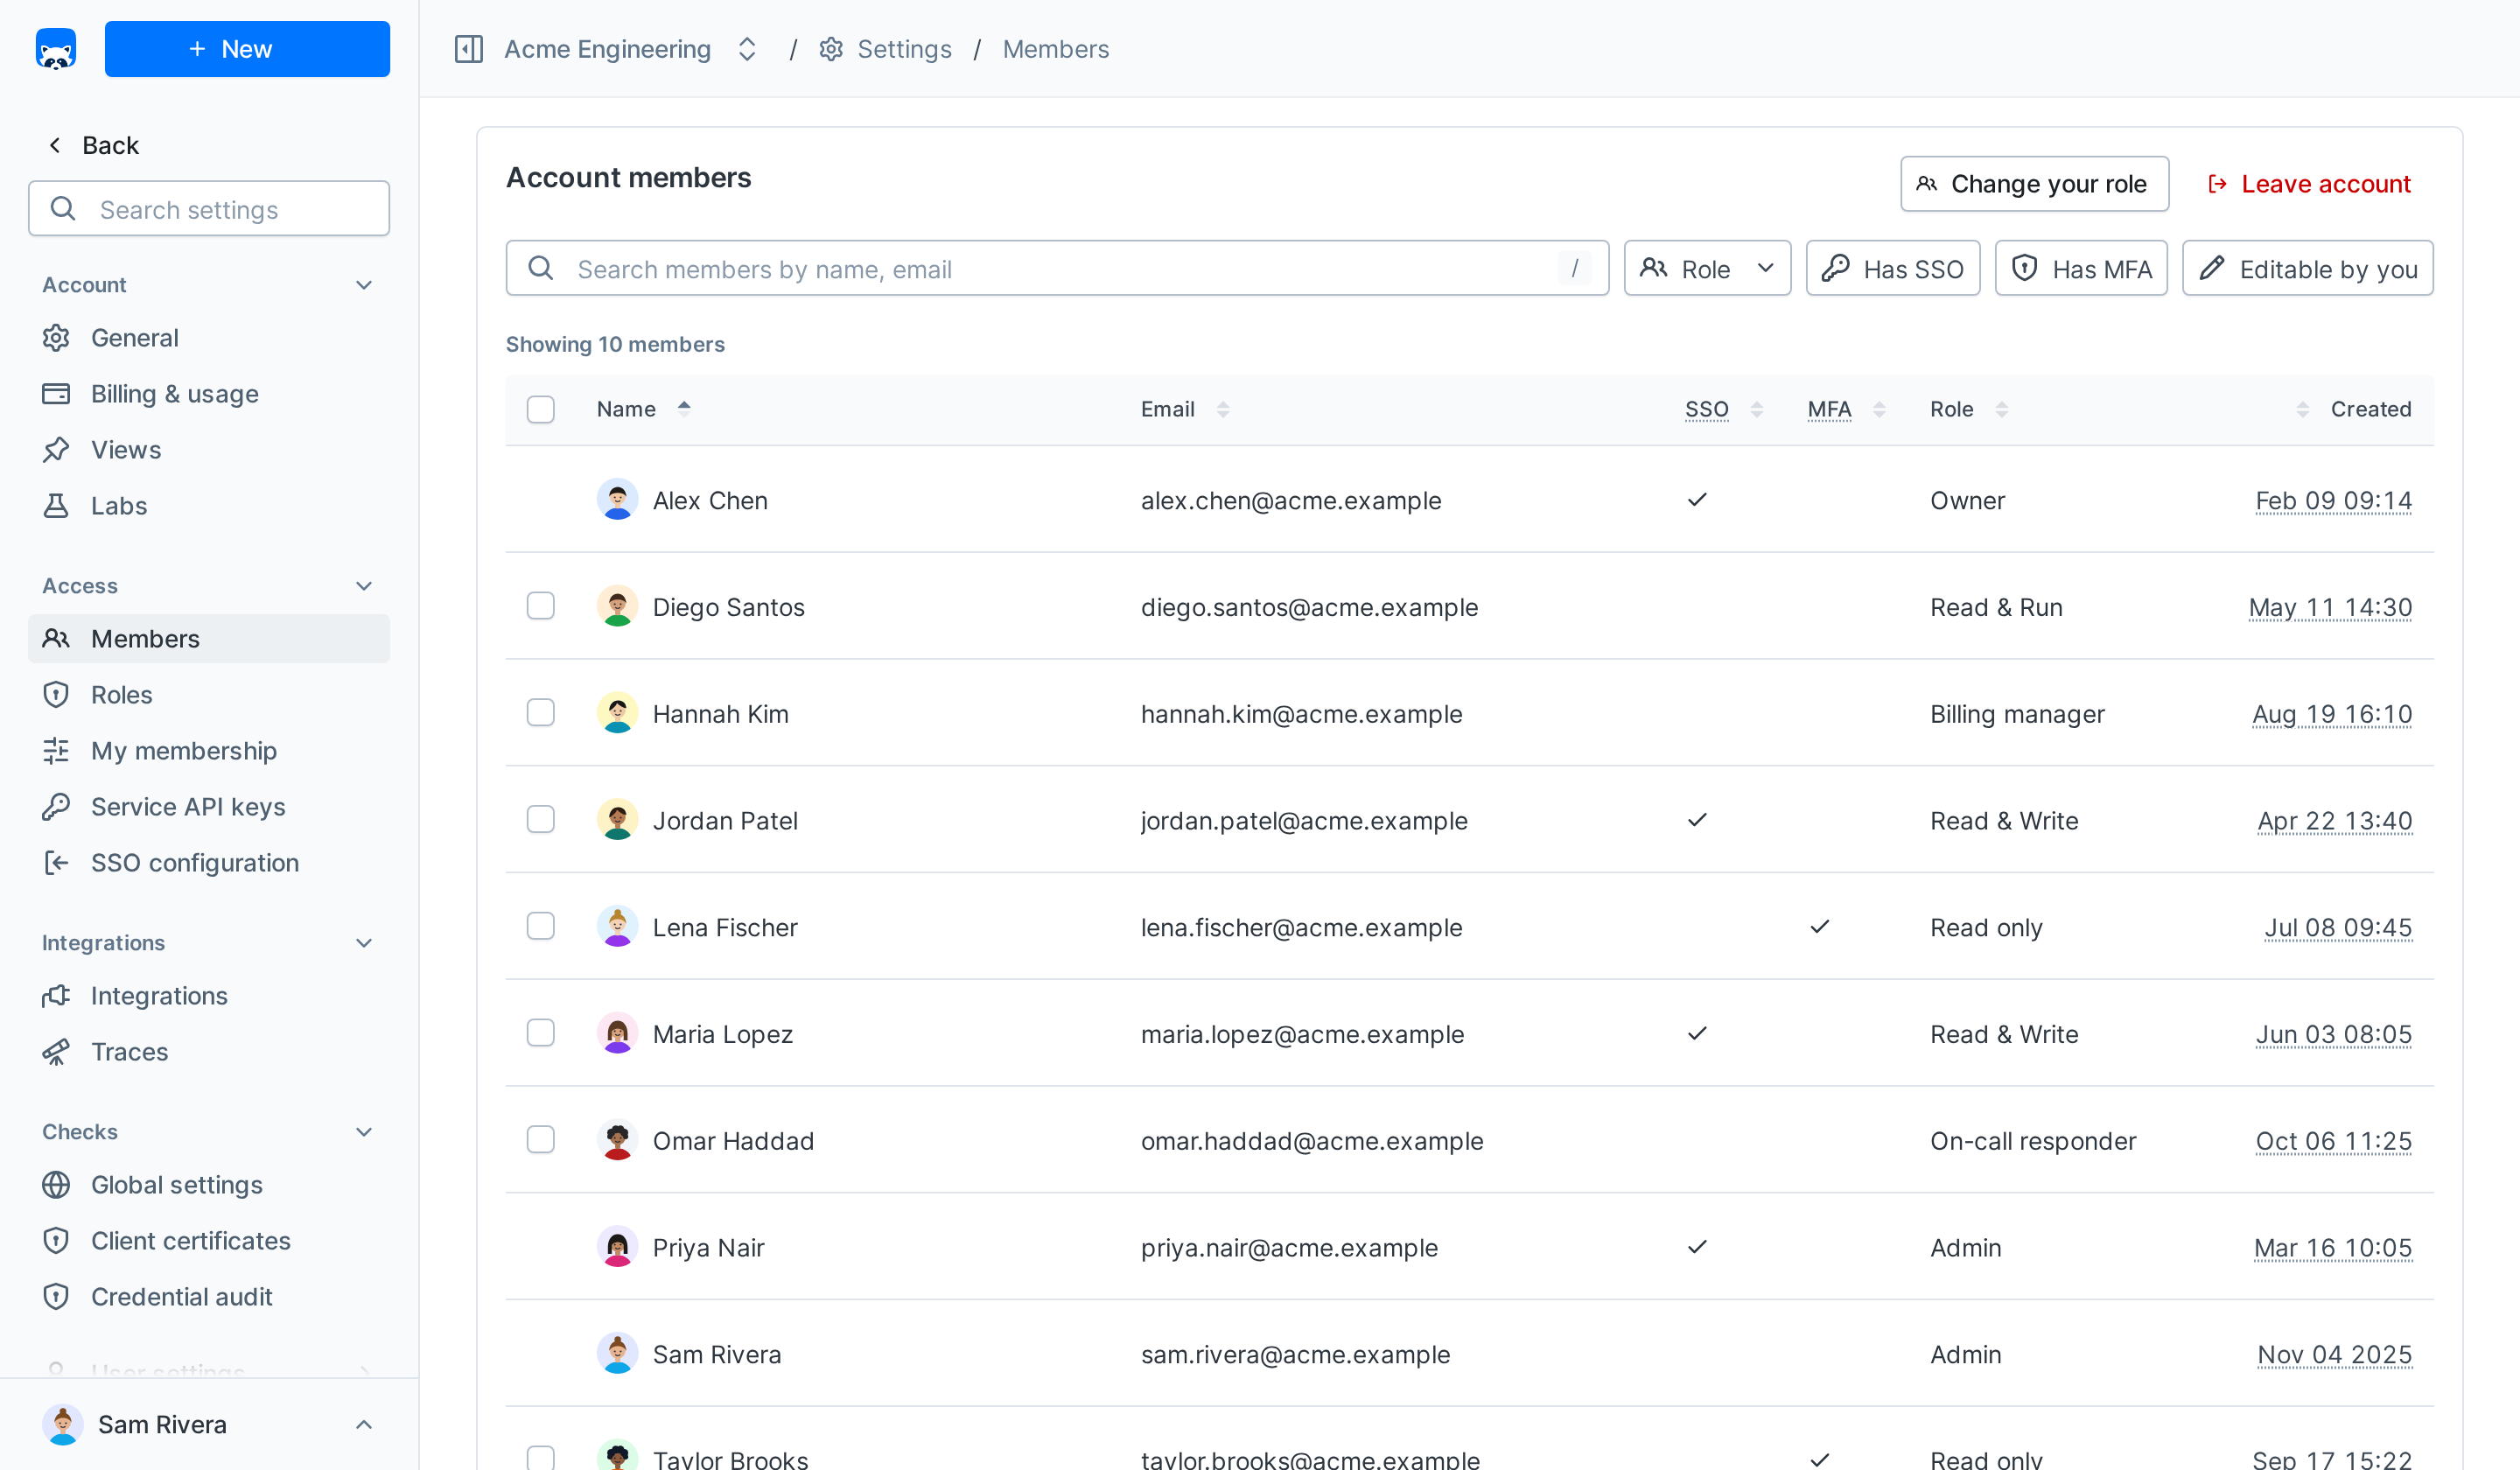 + New
Acme Engineering / Settings / Members
Back
Search settings
Account
General
Billing & usage
Views
Labs
Access
Members
Roles
My membership
Service API keys
SSO configuration
Integrations
Integrations
Traces
Checks
Global settings
Client certificates
Credential audit
User settings
Sam Rivera
Account members
Change your role
Leave account
Search members by name, email /
Role
Has SSO
Has MFA
Editable by you
Showing 10 members
Name Email SSO MFA Role Created
Alex Chen alex.chen@acme.example Owner Feb 09 09:14
Diego Santos diego.santos@acme.example Read & Run May 11 14:30
Hannah Kim hannah.kim@acme.example Billing manager Aug 19 16:10
Jordan Patel jordan.patel@acme.example Read & Write Apr 22 13:40
Lena Fischer lena.fischer@acme.example Read only Jul 08 09:45
Maria Lopez maria.lopez@acme.example Read & Write Jun 03 08:05
Omar Haddad omar.haddad@acme.example On-call responder Oct 06 11:25
Priya Nair priya.nair@acme.example Admin Mar 16 10:05
Sam Rivera sam.rivera@acme.example Admin Nov 04 2025
Taylor Brooks taylor.brooks@acme.example Read only Sep 17 15:22